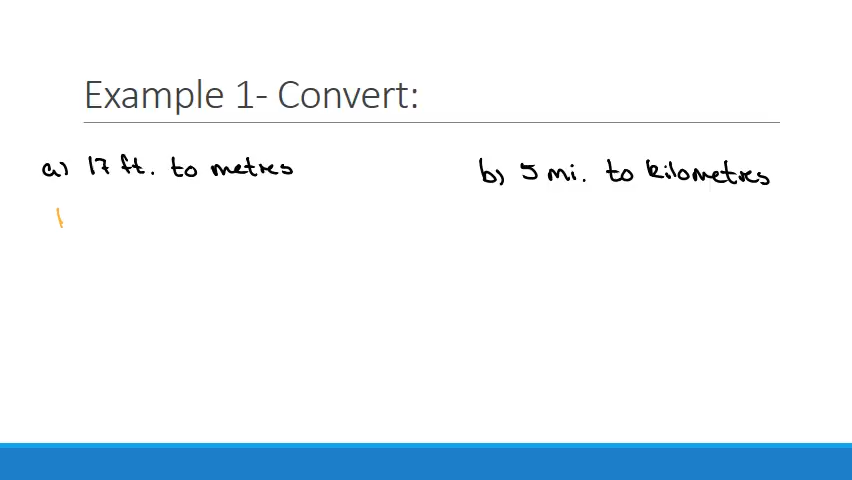 Example 1- Convert:
a) 17 ft. to metres
b) 5 mi. to kilometres